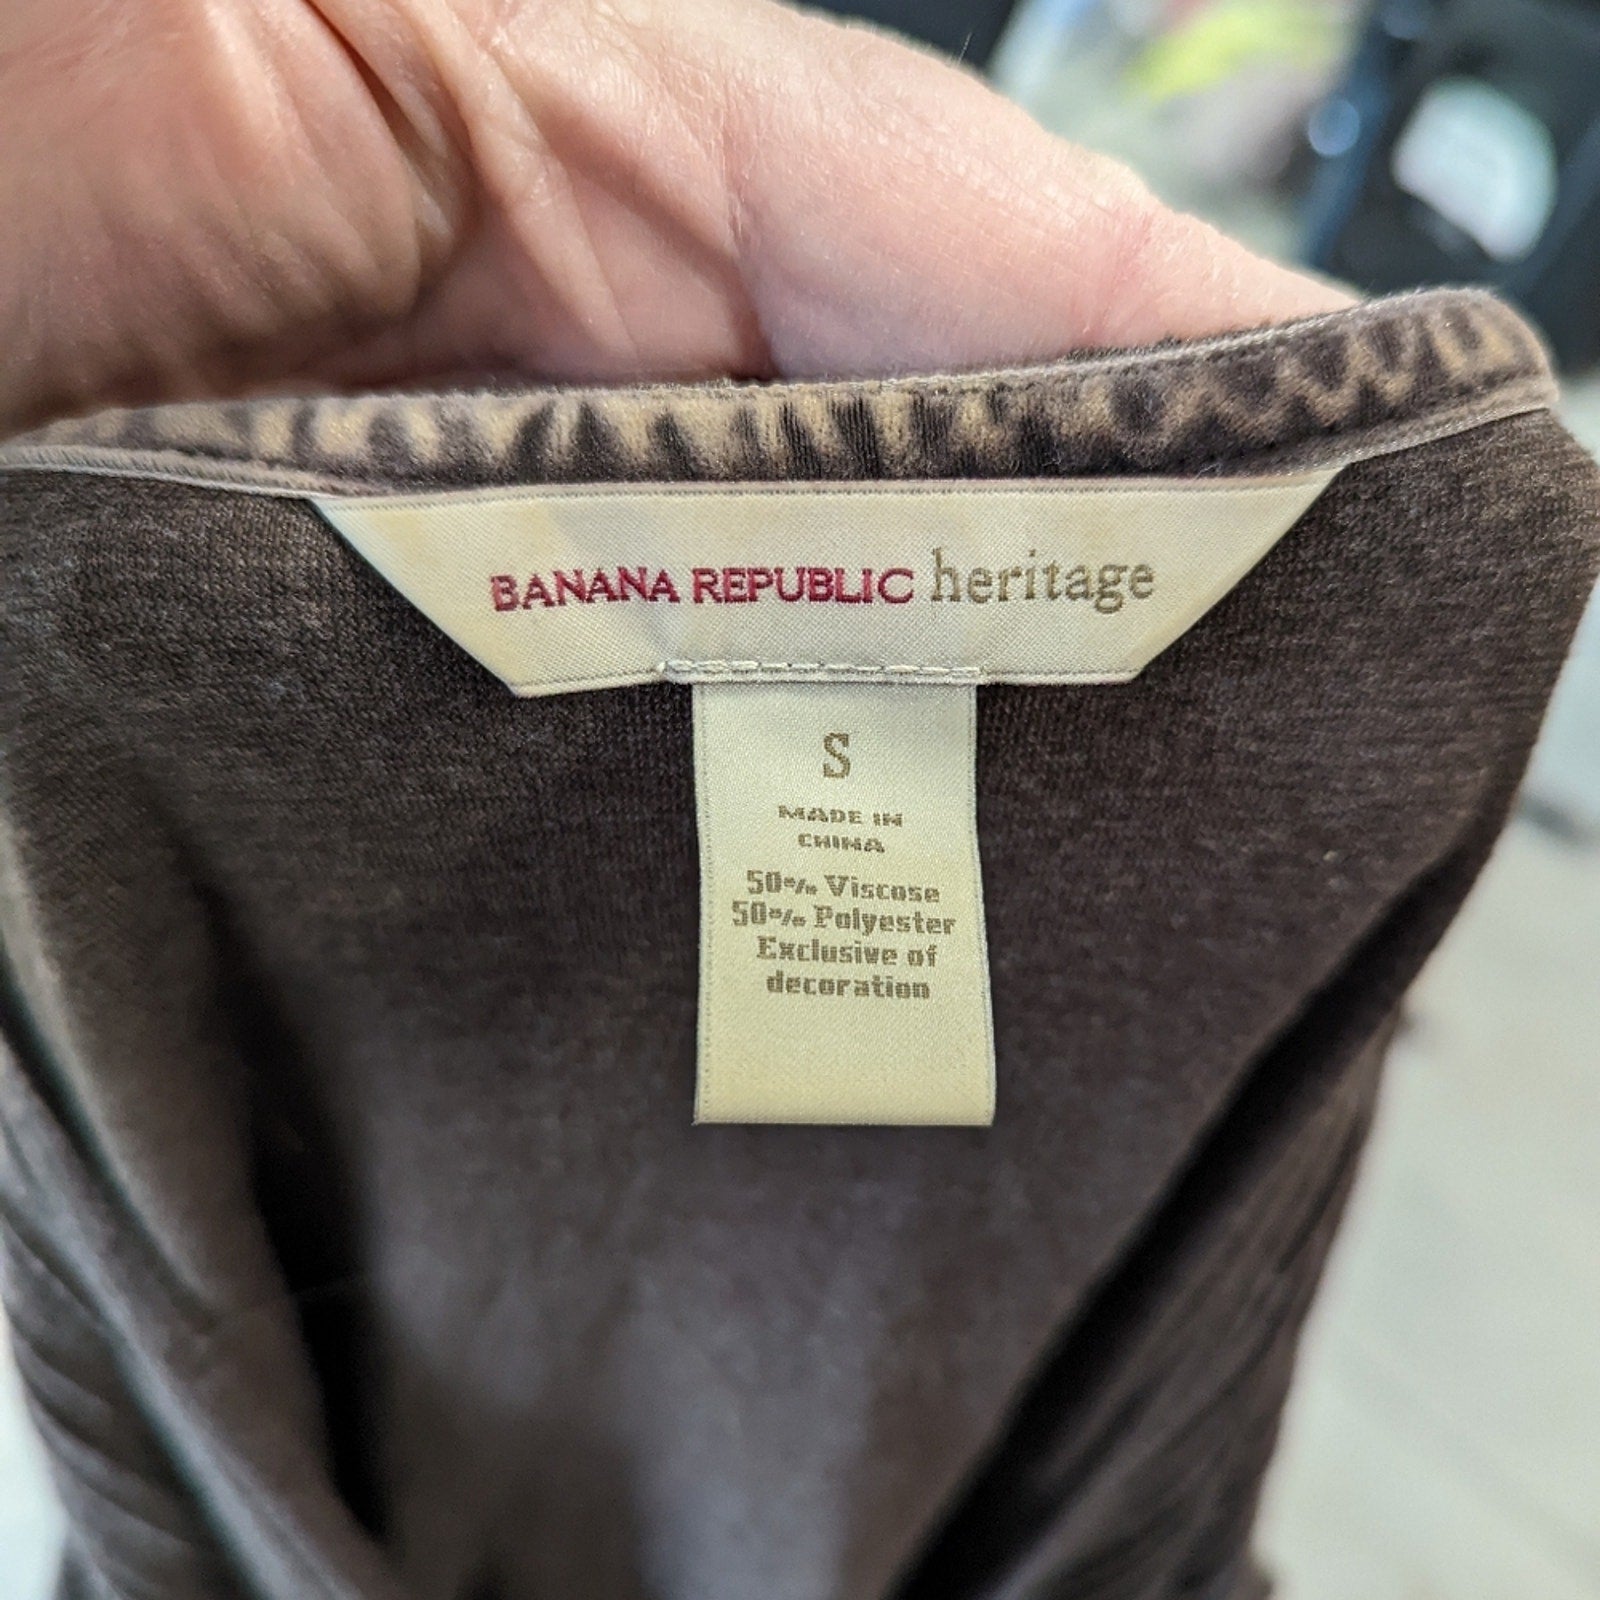 BANANA REPUBLIC heritage
S
MADE IN
CHINA
50% Viscose
50% Polyester
Exclusive of
decoration